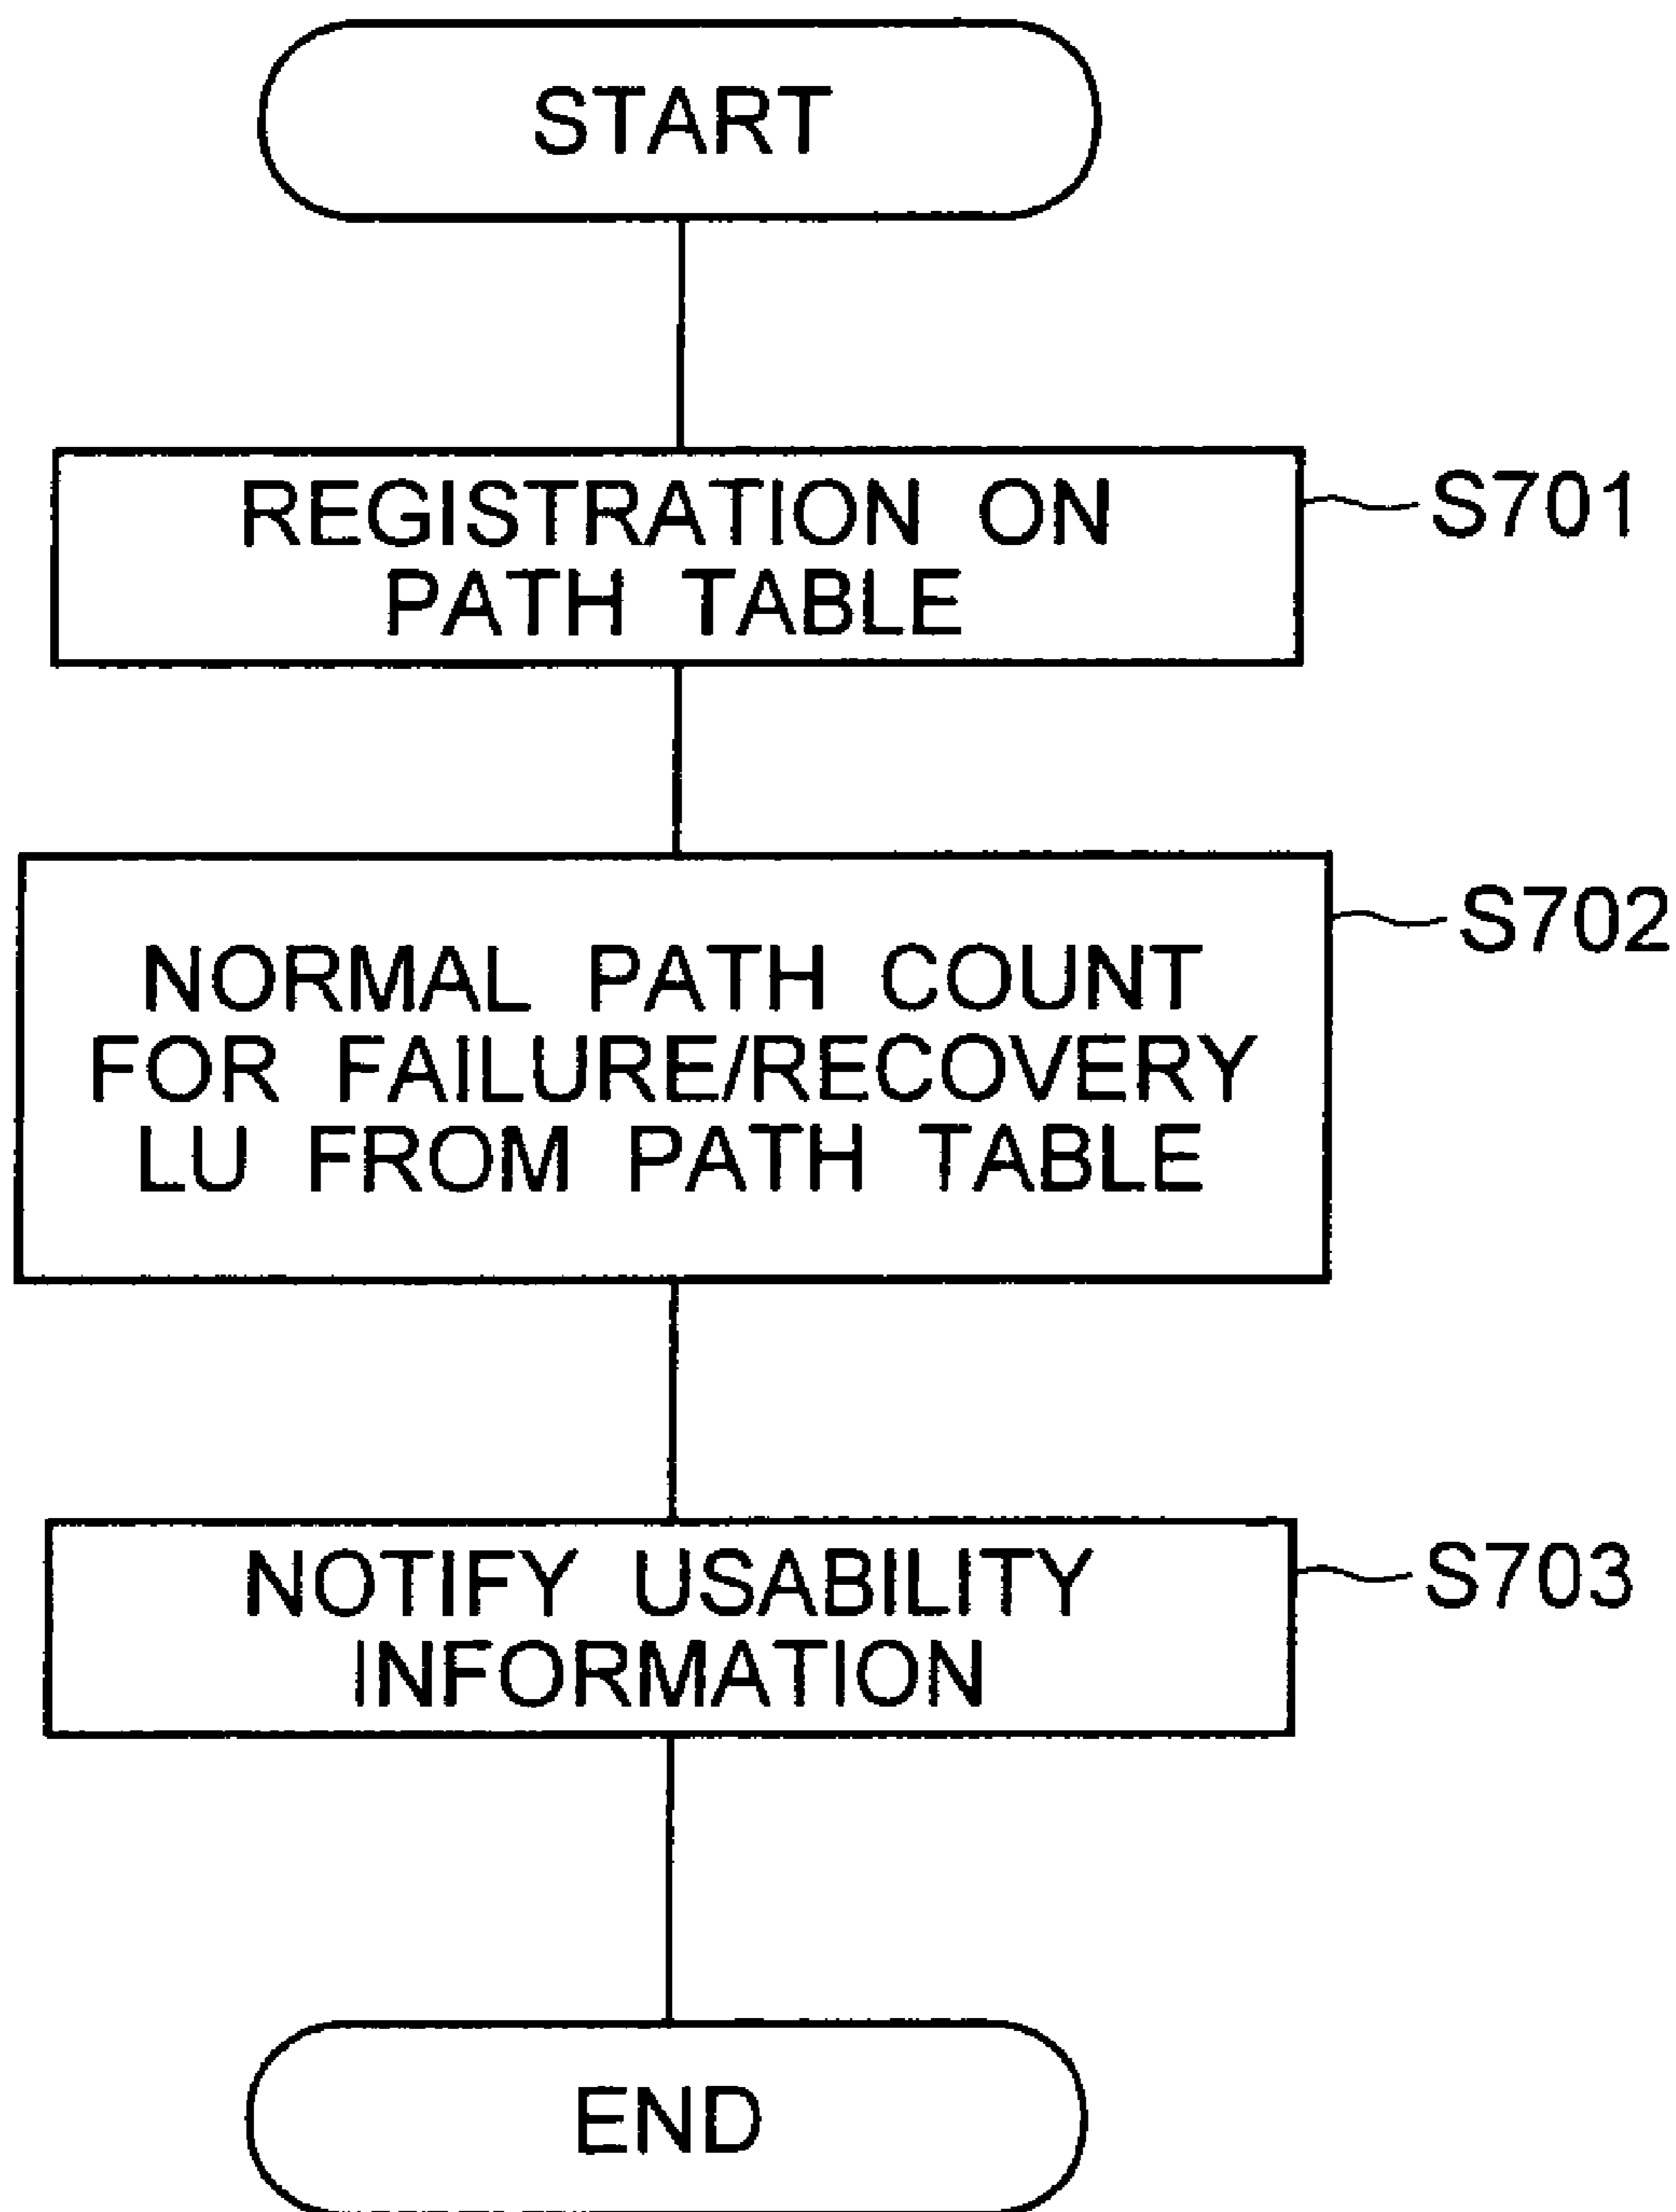 START
REGISTRATION ON
PATH TABLE
S701
NORMAL PATH COUNT
FOR FAILURE/RECOVERY
LU FROM PATH TABLE
S702
NOTIFY USABILITY
INFORMATION
S703
END